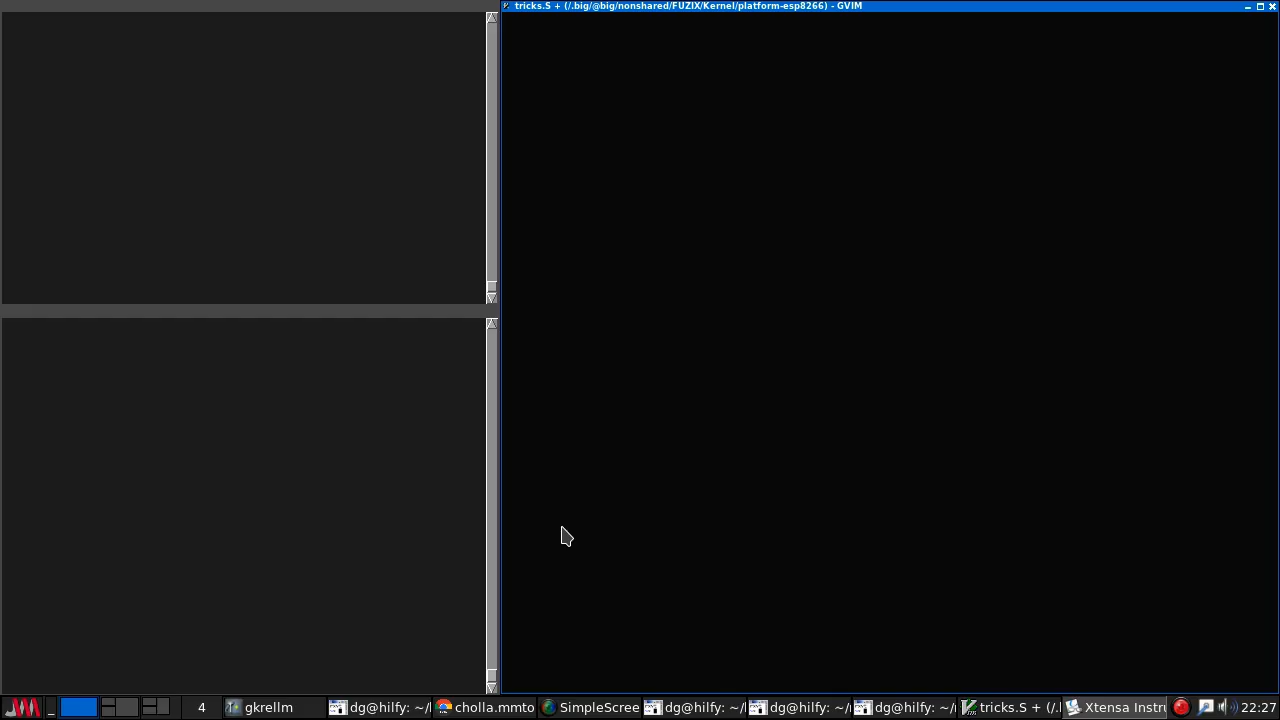 tricks.S + (/.big/@big/nonshared/FUZIX/Kernel/platform-esp8266) - GVIM
4
gkrellm
dg@hilfy: ~/
cholla.mmto
SimpleScree
dg@hilfy: ~/
dg@hilfy: ~/
dg@hilfy: ~/
tricks.S + (/.
Xtensa Instr
22:27